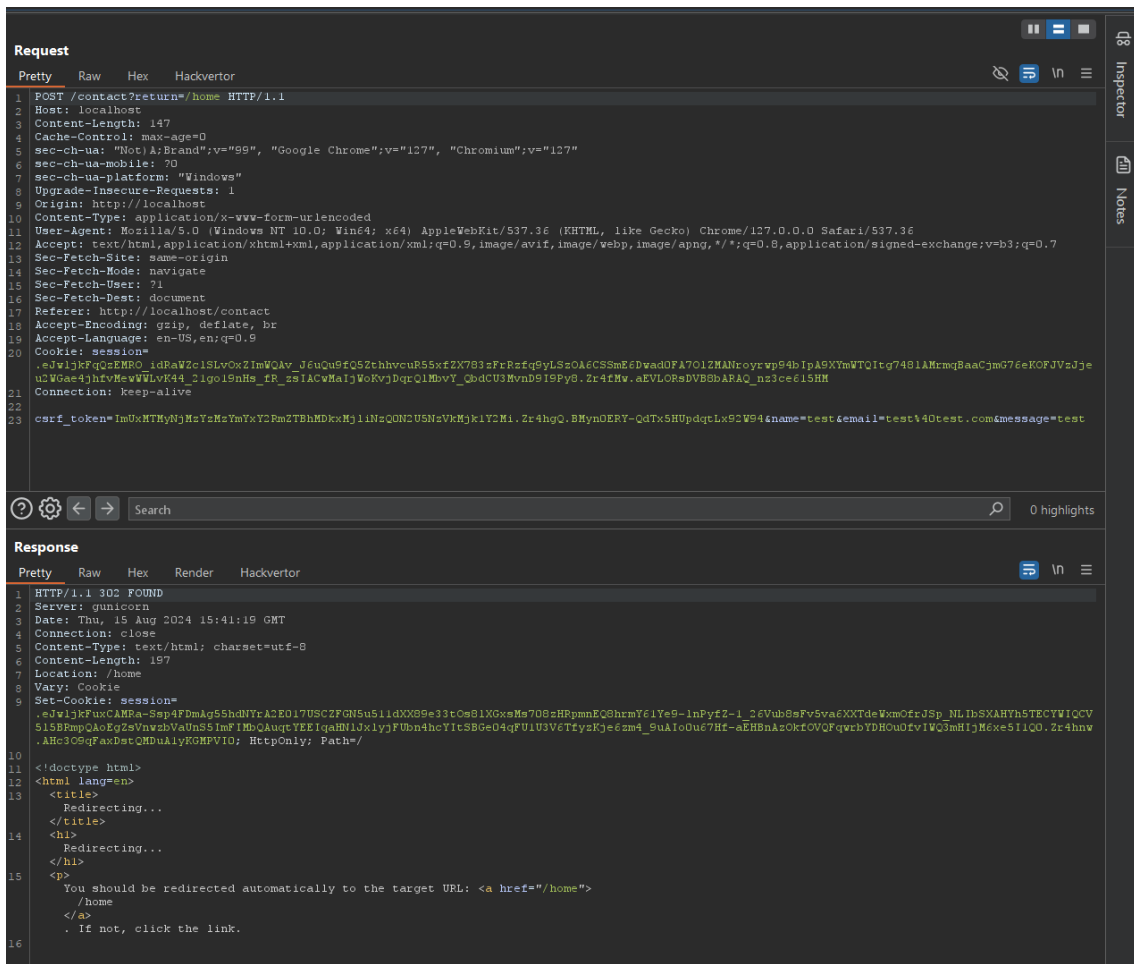 Request
Pretty Raw Hex Hackvertor
\n
1 POST /contact?return=/home HTTP/1.1
2 Host: localhost
3 Content-Length: 147
4 Cache-Control: max-age=0
5 sec-ch-ua: "Not)A;Brand";v="99", "Google Chrome";v="127", "Chromium";v="127"
6 sec-ch-ua-mobile: ?0
7 sec-ch-ua-platform: "Windows"
8 Upgrade-Insecure-Requests: 1
9 Origin: http://localhost
10 Content-Type: application/x-www-form-urlencoded
11 User-Agent: Mozilla/5.0 (Windows NT 10.0; Win64; x64) AppleWebKit/537.36 (KHTML, like Gecko) Chrome/127.0.0.0 Safari/537.36
12 Accept: text/html,application/xhtml+xml,application/xml;q=0.9,image/avif,image/webp,image/apng,*/*;q=0.8,application/signed-exchange;v=b3;q=0.7
13 Sec-Fetch-Site: same-origin
14 Sec-Fetch-Mode: navigate
15 Sec-Fetch-User: ?1
16 Sec-Fetch-Dest: document
17 Referer: http://localhost/contact
18 Accept-Encoding: gzip, deflate, br
19 Accept-Language: en-US,en;q=0.9
20 Cookie: session=
21 Connection: keep-alive
22
23 csrf_token= &name=test&email=test%40test.com&message=test
Search
0 highlights
Response
Pretty Raw Hex Render Hackvertor
\n
1 HTTP/1.1 302 FOUND
2 Server: gunicorn
3 Date: Thu, 15 Aug 2024 15:41:19 GMT
4 Connection: close
5 Content-Type: text/html; charset=utf-8
6 Content-Length: 197
7 Location: /home
8 Vary: Cookie
9 Set-Cookie: session=
HttpOnly; Path=/
10
11 <!doctype html>
12 <html lang=en>
13 <title>
Redirecting...
</title>
14 <h1>
Redirecting...
</h1>
15 <p>
You should be redirected automatically to the target URL: <a href="/home">
/home
</a>
. If not, click the link.
16
Inspector
Notes